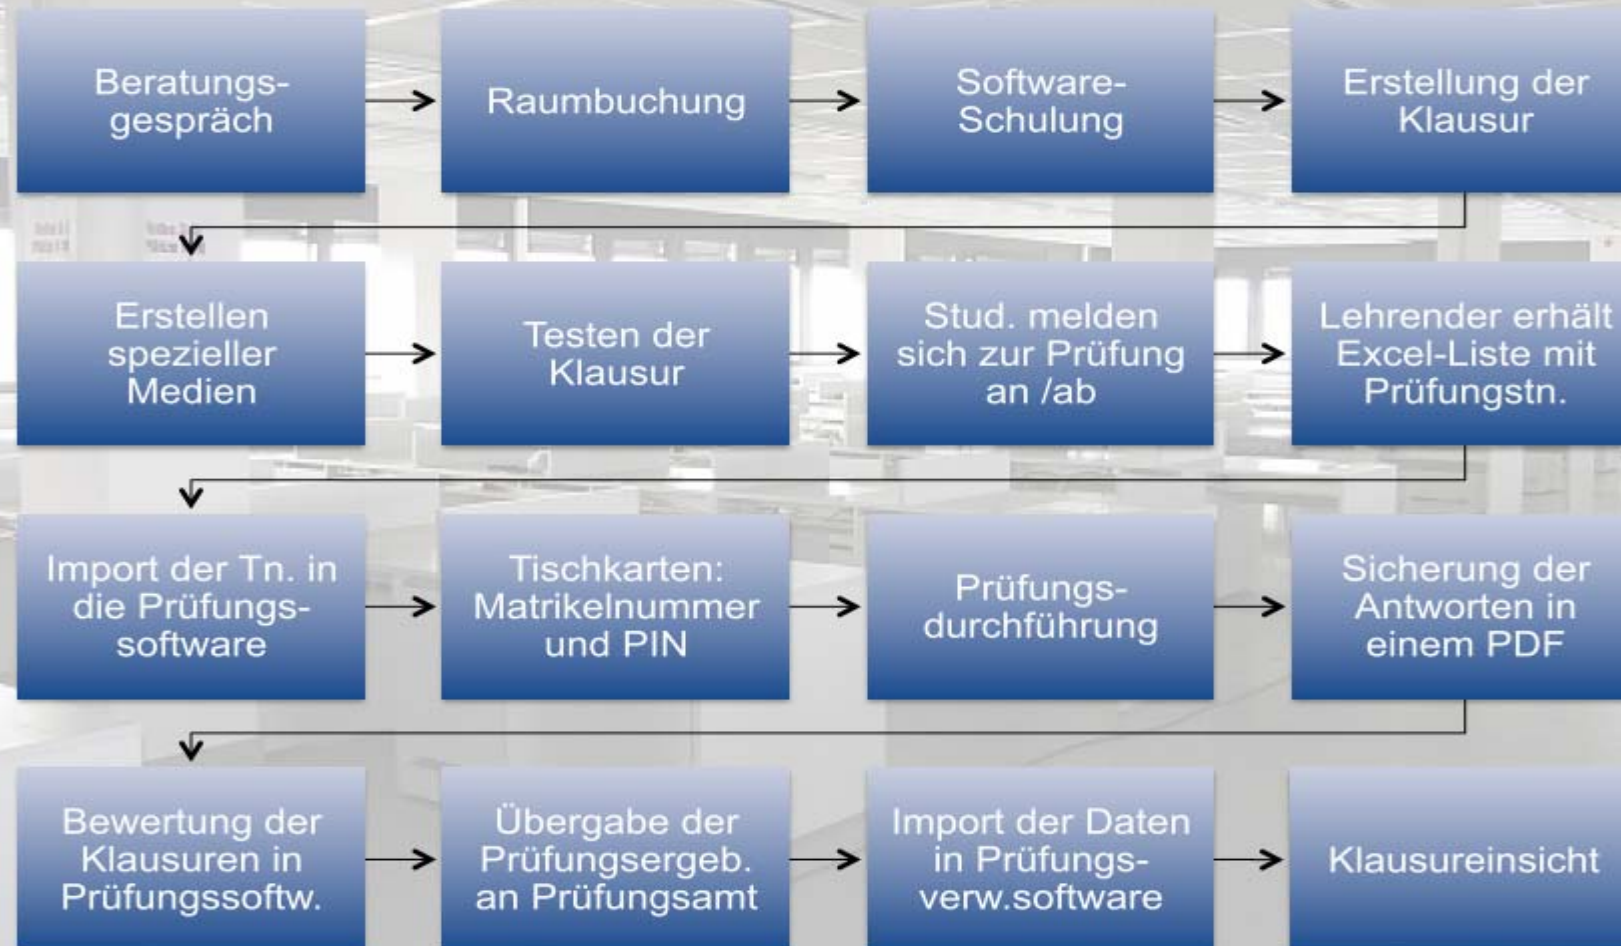 Beratungs-
gespräch
Raumbuchung
Software-
Schulung
Erstellung der
Klausur
Erstellen
spezieller
Medien
Testen der
Klausur
Stud. melden
sich zur Prüfung
an /ab
Lehrender erhält
Excel-Liste mit
Prüfungstn.
Import der Tn. in
die Prüfungs-
software
Tischkarten:
Matrikelnummer
und PIN
Prüfungs-
durchführung
Sicherung der
Antworten in
einem PDF
Bewertung der
Klausuren in
Prüfungssoftw.
Übergabe der
Prüfungsergeb.
an Prüfungsamt
Import der Daten
in Prüfungs-
verw.software
Klausureinsicht